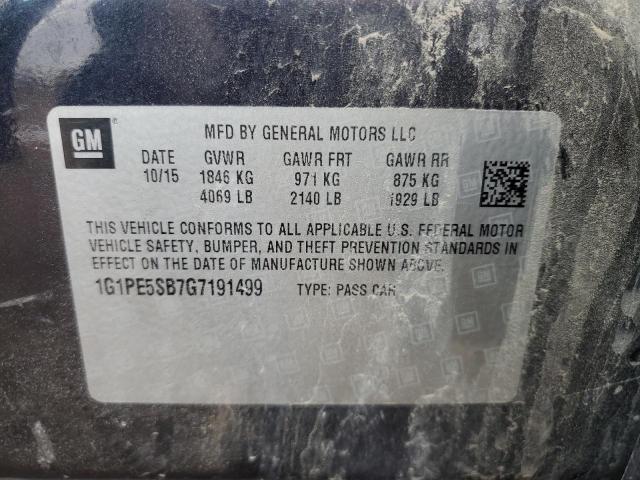 GM ®
MFD BY GENERAL MOTORS LLC
DATE GVWR GAWR FRT GAWR RR
10/15 1846 KG 971 KG 875 KG
4069 LB 2140 LB 1929 LB
THIS VEHICLE CONFORMS TO ALL APPLICABLE U.S. FEDERAL MOTOR
VEHICLE SAFETY, BUMPER, AND THEFT PREVENTION STANDARDS IN
EFFECT ON THE DATE OF MANUFACTURE SHOWN ABOVE.
1G1PE5SB7G7191499 TYPE: PASS CAR